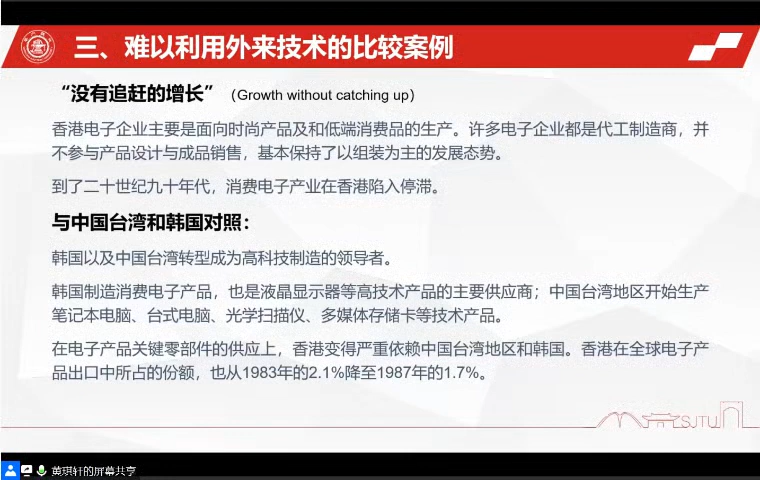 三、难以利用外来技术的比较案例
“没有追赶的增长”（Growth without catching up）
香港电子企业主要是面向时尚产品及和低端消费品的生产。许多电子企业都是代工制造商，并
不参与产品设计与成品销售，基本保持了以组装为主的发展态势。
到了二十世纪九十年代，消费电子产业在香港陷入停滞。
与中国台湾和韩国对照：
韩国以及中国台湾转型成为高科技制造的领导者。
韩国制造消费电子产品，也是液晶显示器等高技术产品的主要供应商；中国台湾地区开始生产
笔记本电脑、台式电脑、光学扫描仪、多媒体存储卡等技术产品。
在电子产品关键零部件的供应上，香港变得严重依赖中国台湾地区和韩国。香港在全球电子产
品出口中所占的份额，也从1983年的2.1%降至1987年的1.7%。
SJTU
黄琪轩的屏幕共享